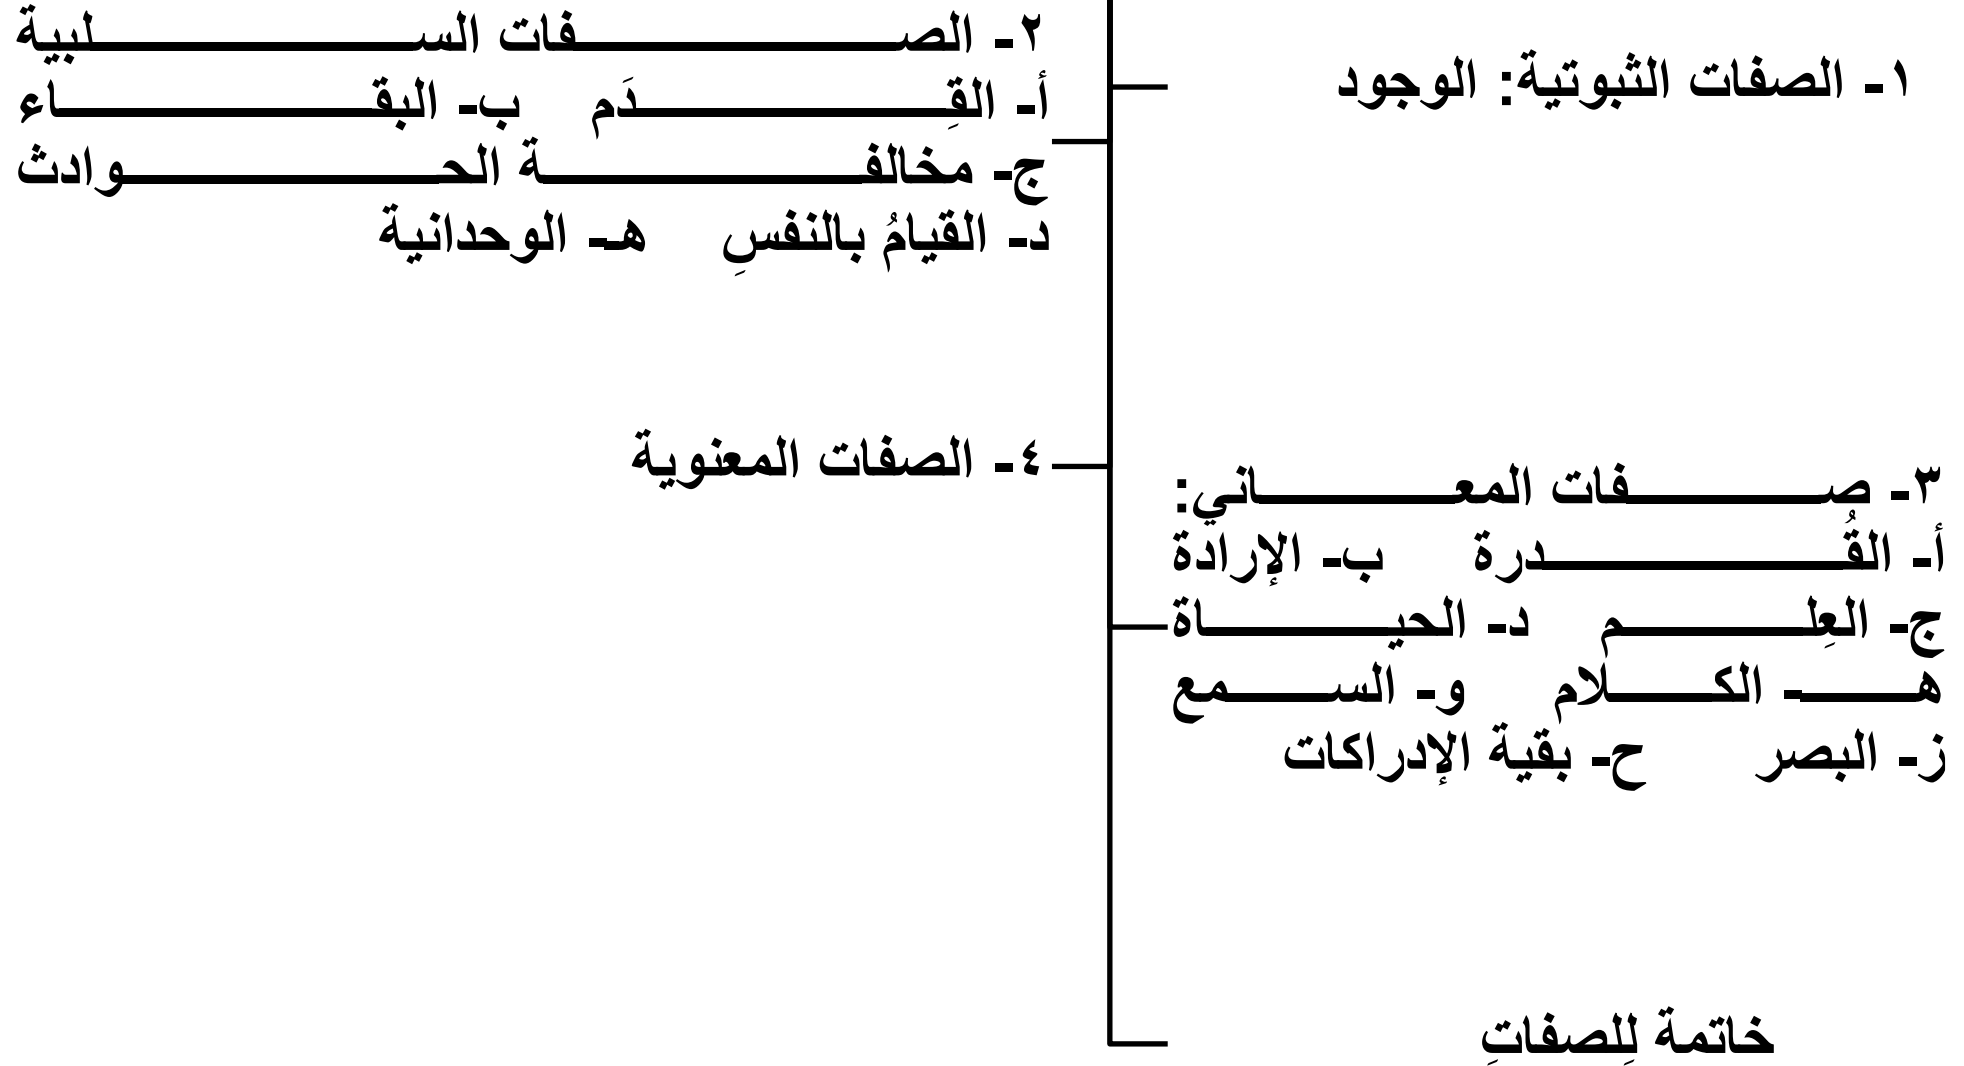 ١- الصفات الثبوتية: الوجود
٢- الصفات السلبية
أ- القِدَم ب- البقاء
ج- مخالفة الحوادث
د- القيامُ بالنفسِ هـ- الوحدانية
٣- صفات المعاني:
أ- القُدرة ب- الإرادة
ج- العِلم د- الحياة
هـ- الكلام و- السمع
ز- البصر ح- بقية الإدراكات
٤- الصفات المعنوية
خاتمة لِلصفاتِ